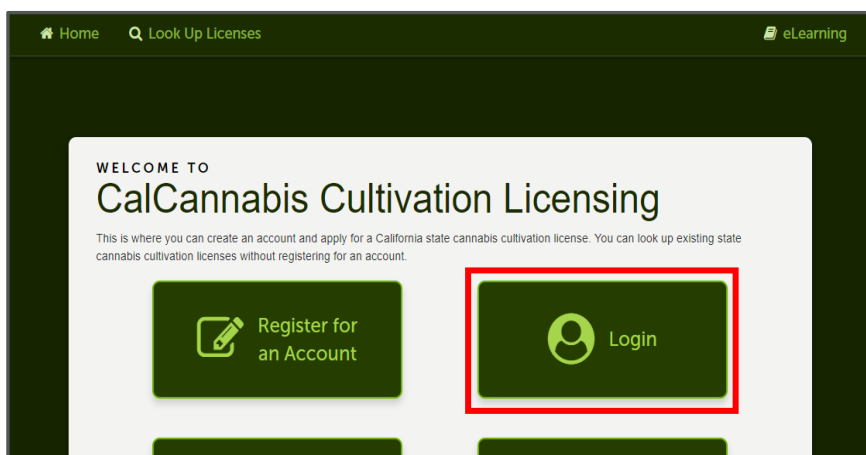 Home Look Up Licenses eLearning
WELCOME TO
CalCannabis Cultivation Licensing
This is where you can create an account and apply for a California state cannabis cultivation license. You can look up existing state
cannabis cultivation licenses without registering for an account.
Register for
an Account
Login